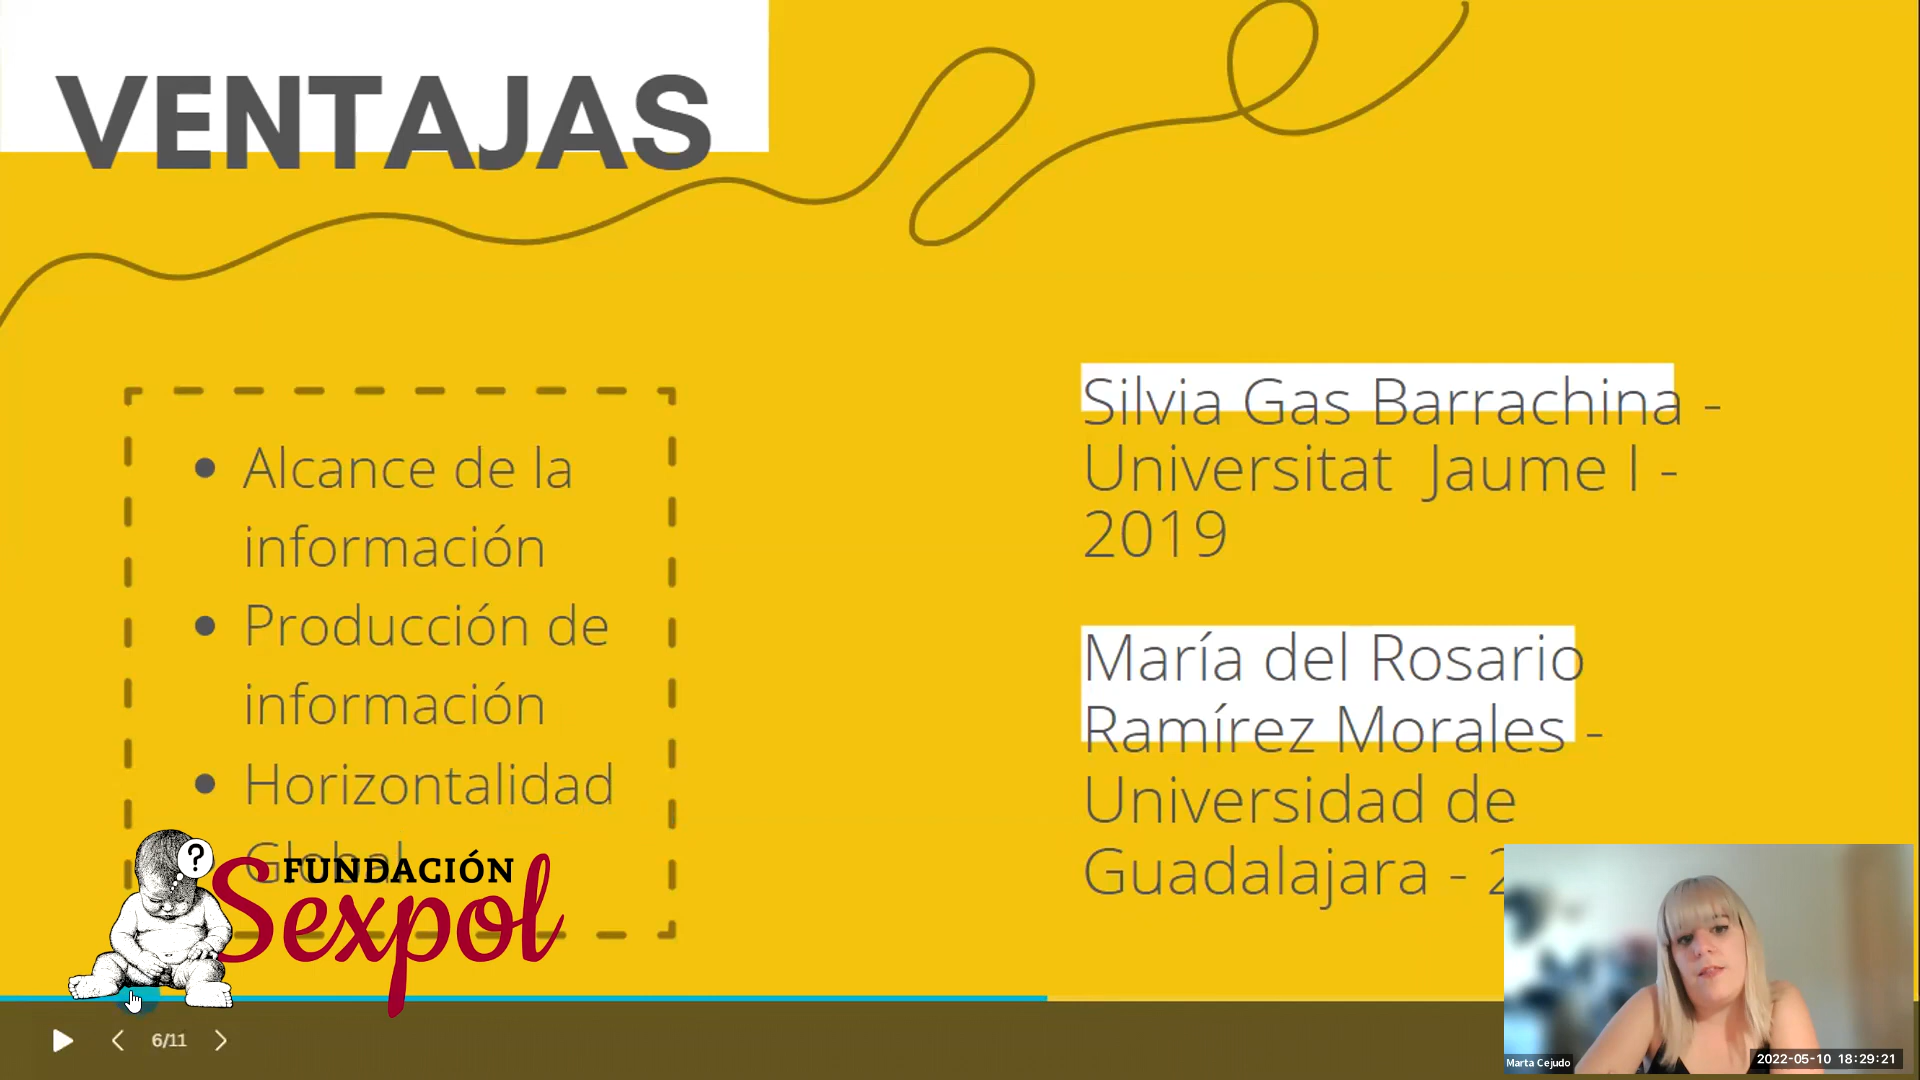 VENTAJAS
Alcance de la
información
Producción de
información
Horizontalidad
Global
Silvia Gas Barrachina -
Universitat Jaume I -
2019
María del Rosario
Ramírez Morales -
Universidad de
Guadalajara -
?
FUNDACIÓN
Sexpol
6/11
Marta Cejudo
2022-05-10 18:29:21